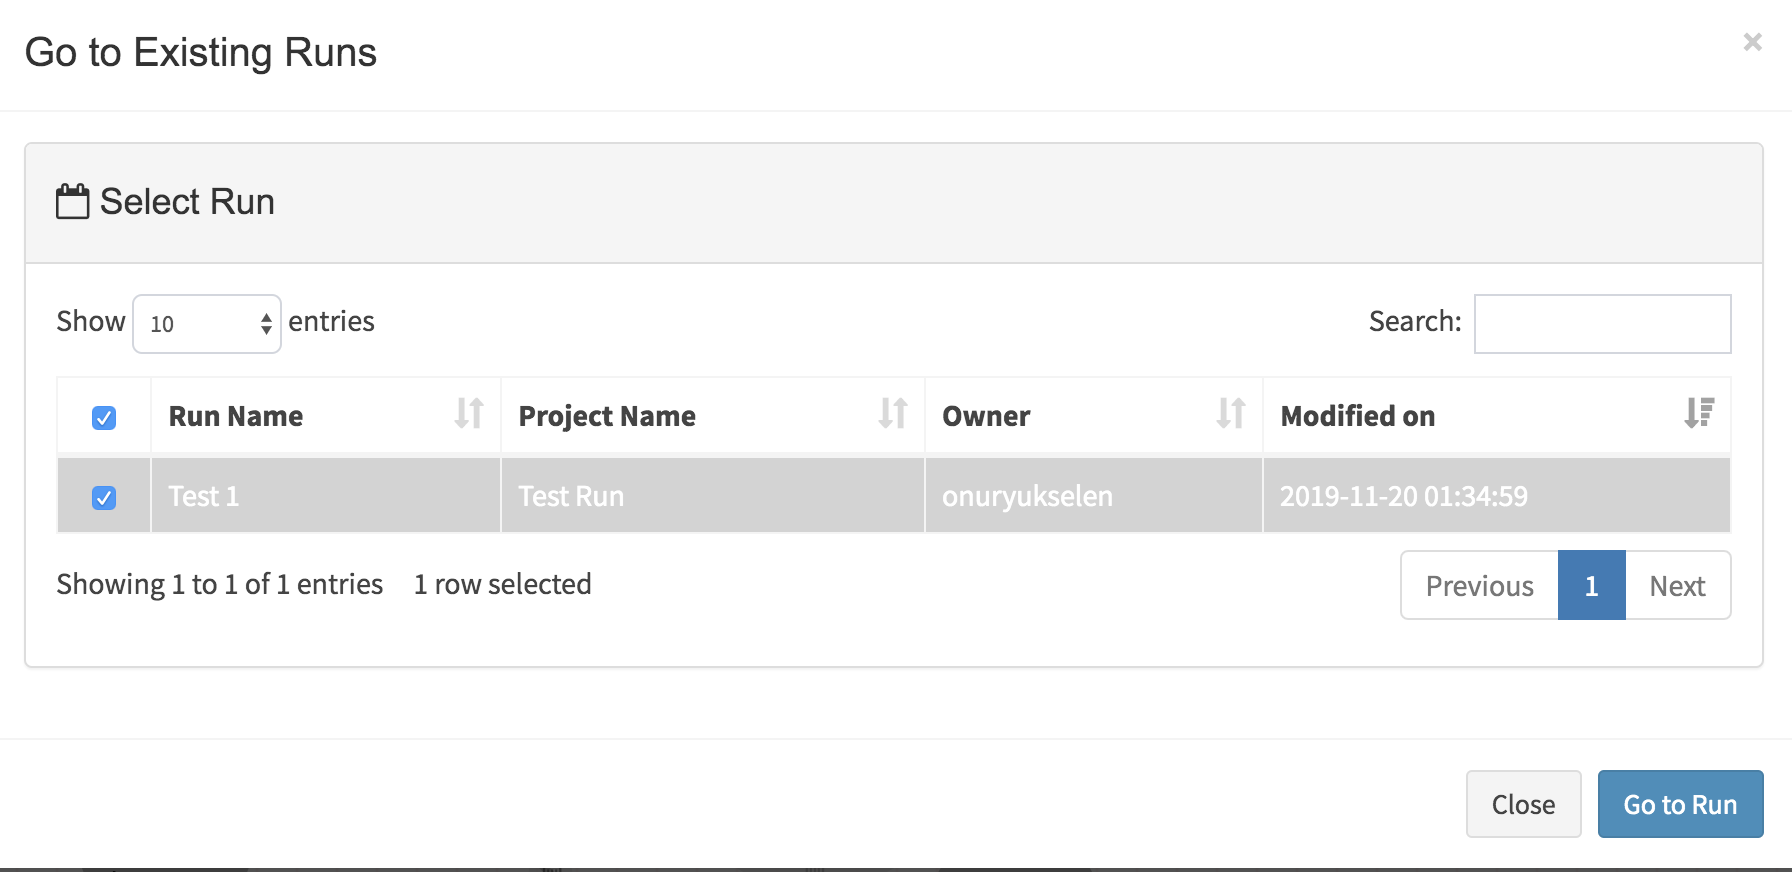 Go to Existing Runs
×
Select Run
Show 10 entries
Search:
Run Name Project Name Owner Modified on
Test 1 Test Run onuryukselen 2019-11-20 01:34:59
Showing 1 to 1 of 1 entries 1 row selected
Previous 1 Next
Close Go to Run